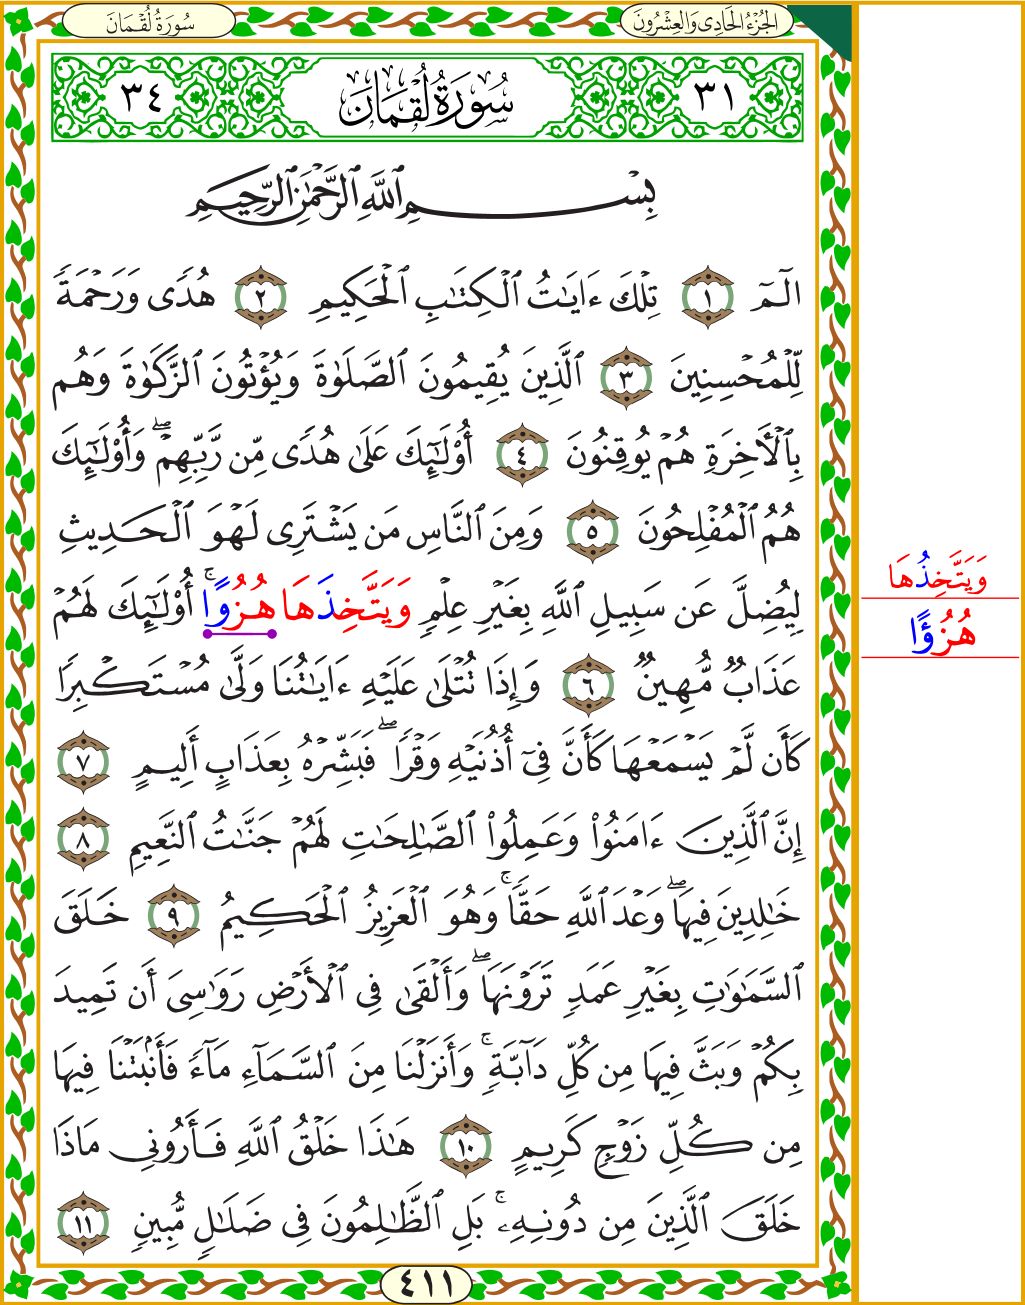 الجُزْءُ الحَادِى وَالعِشْرُونَ
سُورَةُ لُقْمَانَ
٣١ سُورَةُ لُقْمَانَ ٣٤
بِسْمِ ٱللَّهِ ٱلرَّحْمَٰنِ ٱلرَّحِيمِ
الٓمٓ ١ تِلْكَ ءَايَٰتُ ٱلْكِتَٰبِ ٱلْحَكِيمِ ٢ هُدًى وَرَحْمَةً
لِّلْمُحْسِنِينَ ٣ ٱلَّذِينَ يُقِيمُونَ ٱلصَّلَوٰةَ وَيُؤْتُونَ ٱلزَّكَوٰةَ وَهُم
بِٱلْأَخِرَةِ هُمْ يُوقِنُونَ ٤ أُوْلَٰٓئِكَ عَلَىٰ هُدًى مِّن رَّبِّهِمْۖ وَأُوْلَٰٓئِكَ
هُمُ ٱلْمُفْلِحُونَ ٥ وَمِنَ ٱلنَّاسِ مَن يَشْتَرِى لَهْوَ ٱلْحَدِيثِ
لِيُضِلَّ عَن سَبِيلِ ٱللَّهِ بِغَيْرِ عِلْمٍ وَيَتَّخِذَهَا هُزُوًاۚ أُوْلَٰٓئِكَ لَهُمْ
عَذَابٌ مُّهِينٌ ٦ وَإِذَا تُتْلَىٰ عَلَيْهِ ءَايَٰتُنَا وَلَّىٰ مُسْتَكْبِرًا
كَأَن لَّمْ يَسْمَعْهَا كَأَنَّ فِىٓ أُذُنَيْهِ وَقْرًاۖ فَبَشِّرْهُ بِعَذَابٍ أَلِيمٍ ٧
إِنَّ ٱلَّذِينَ ءَامَنُوا۟ وَعَمِلُوا۟ ٱلصَّٰلِحَٰتِ لَهُمْ جَنَّٰتُ ٱلنَّعِيمِ ٨
خَٰلِدِينَ فِيهَاۖ وَعْدَ ٱللَّهِ حَقًّاۚ وَهُوَ ٱلْعَزِيزُ ٱلْحَكِيمُ ٩ خَلَقَ
ٱلسَّمَٰوَٰتِ بِغَيْرِ عَمَدٍ تَرَوْنَهَاۖ وَأَلْقَىٰ فِى ٱلْأَرْضِ رَوَٰسِىَ أَن تَمِيدَ
بِكُمْ وَبَثَّ فِيهَا مِن كُلِّ دَآبَّةٍۚ وَأَنزَلْنَا مِنَ ٱلسَّمَآءِ مَآءً فَأَنۢبَتْنَا فِيهَا
مِن كُلِّ زَوْجٍ كَرِيمٍ ١٠ هَٰذَا خَلْقُ ٱللَّهِ فَأَرُونِى مَاذَا
خَلَقَ ٱلَّذِينَ مِن دُونِهِۦۚ بَلِ ٱلظَّٰلِمُونَ فِى ضَلَٰلٍ مُّبِينٍ ١١
٤١١
وَيَتَّخِذُهَا
هُزُؤًا